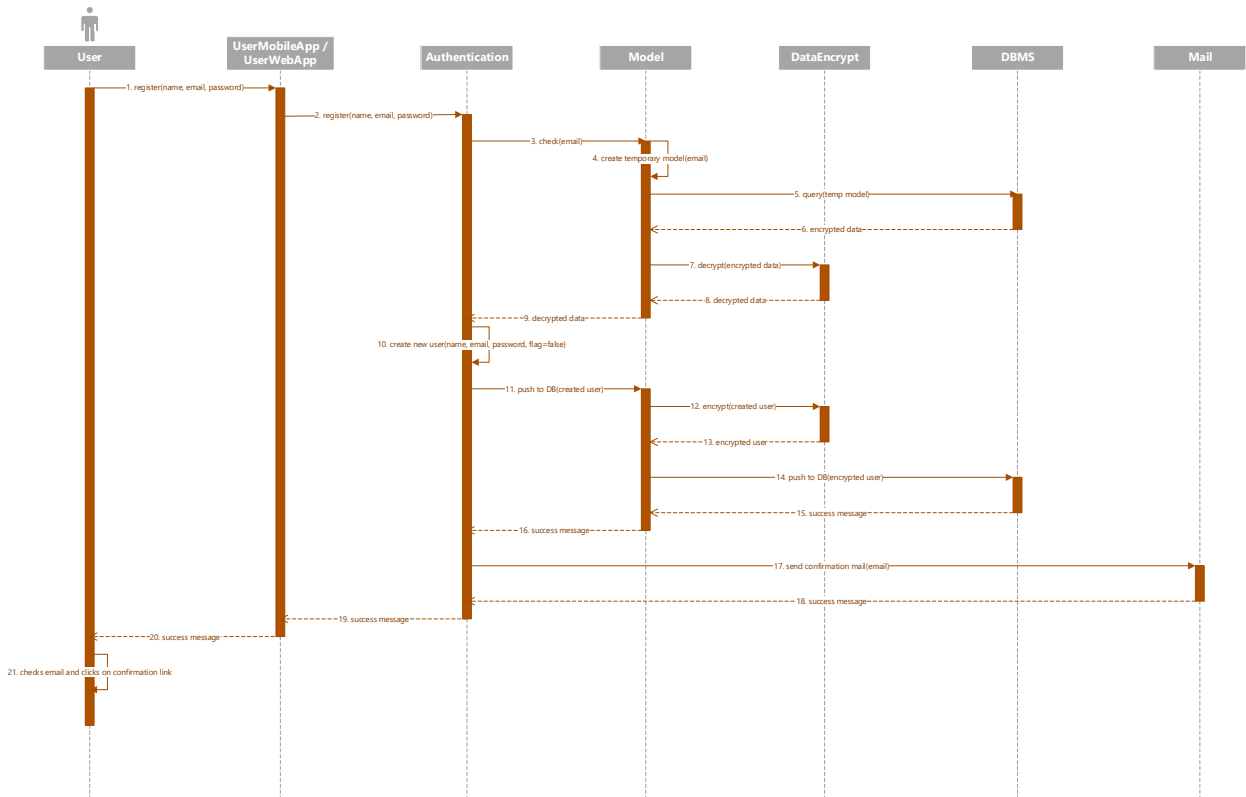 User
UserMobileApp /
UserWebApp
Authentication
Model
DataEncrypt
DBMS
Mail
1. register(name, email, password)
2. register(name, email, password)
3. check(email)
4. create temporary model(email)
5. query(temp model)
6. encrypted data
7. decrypt(encrypted data)
8. decrypted data
9. decrypted data
10. create new user(name, email, password, flag=false)
11. push to DB(created user)
12. encrypt(created user)
13. encrypted user
14. push to DB(encrypted user)
15. success message
16. success message
17. send confirmation mail(email)
18. success message
19. success message
20. success message
21. checks email and clicks on confirmation link